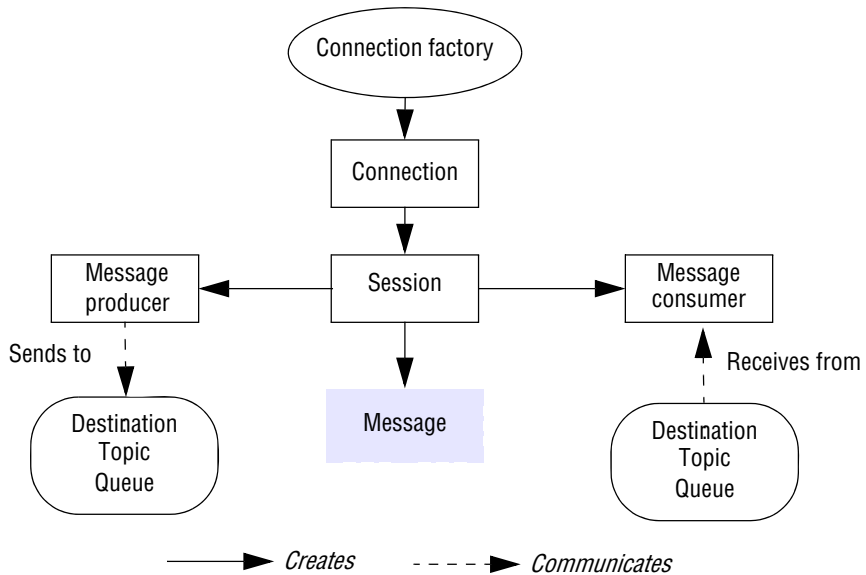 Connection factory
Connection
Message
producer
Session
Message
consumer
Sends to
Receives from
Destination
Topic
Queue
Message
Destination
Topic
Queue
Creates
Communicates